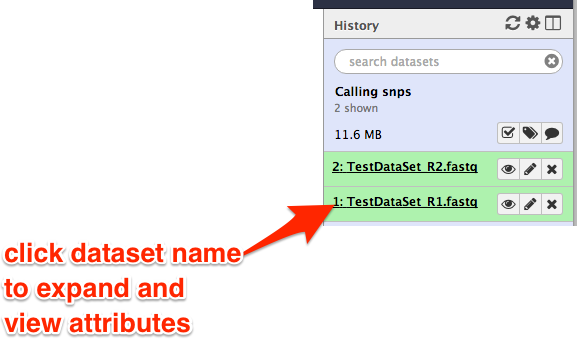 History
search datasets
Calling snps
2 shown
11.6 MB
2: TestDataSet_R2.fastq
1: TestDataSet_R1.fastq
click dataset name
to expand and
view attributes